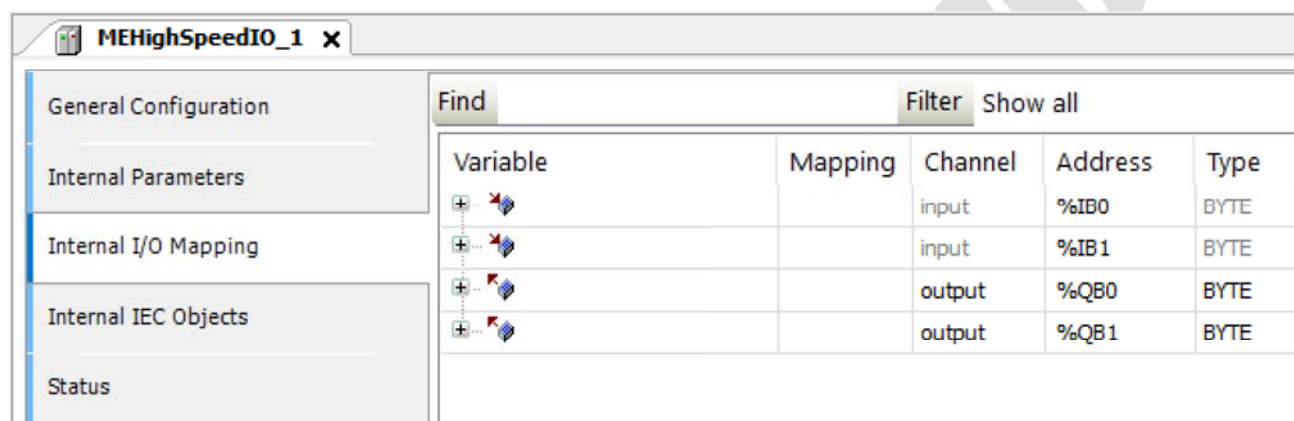 MEHighSpeedIO_1 X
General Configuration
Internal Parameters
Internal I/O Mapping
Internal IEC Objects
Status
Find Filter Show all
Variable Mapping Channel Address Type
input %IB0 BYTE
input %IB1 BYTE
output %QB0 BYTE
output %QB1 BYTE